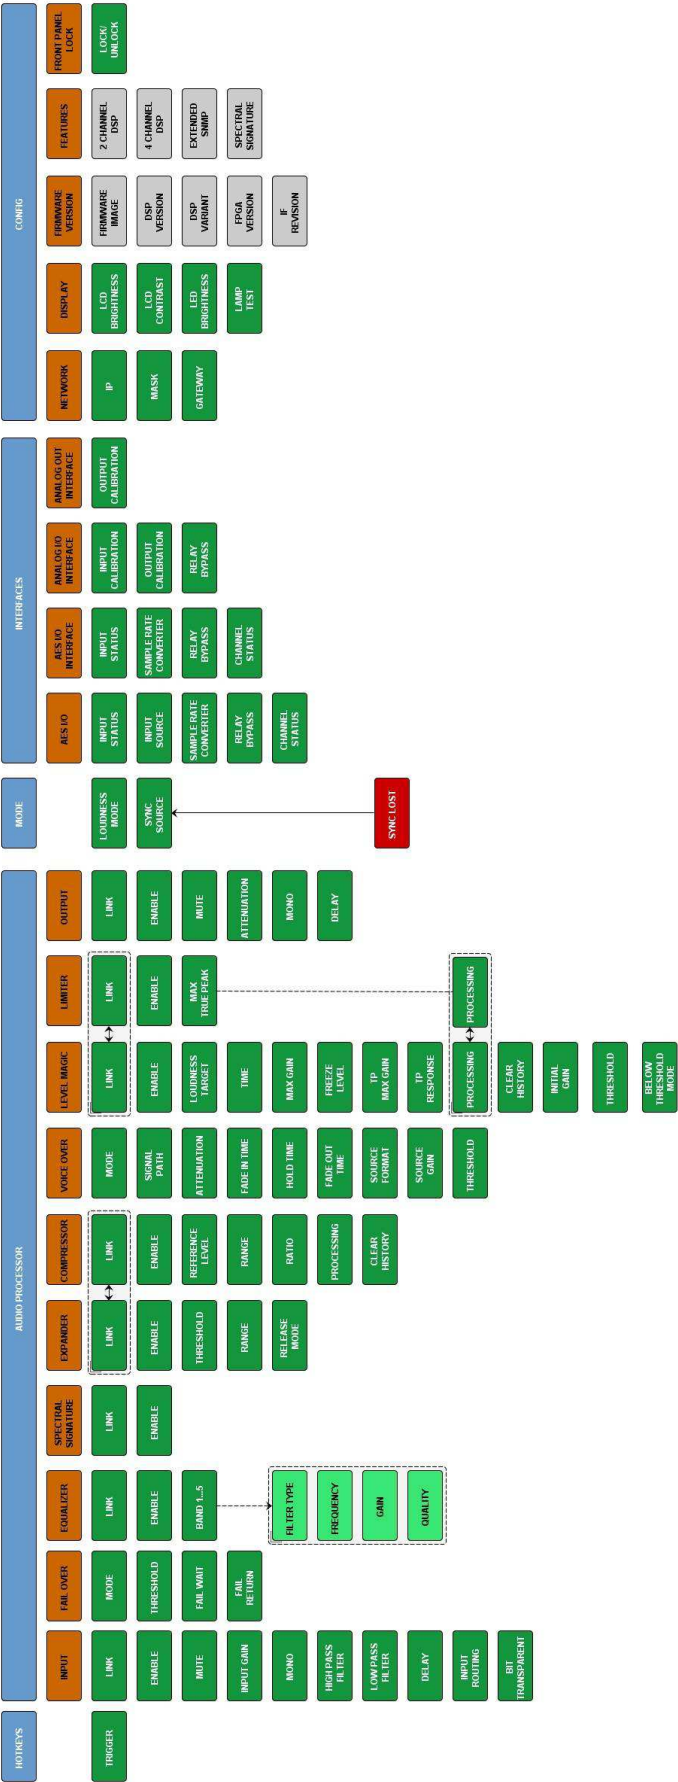 HOTKEYS
TRIGGER
AUDIO PROCESSOR
INPUT
LINK
ENABLE
MUTE
INPUT GAIN
MONO
HIGH PASS
FILTER
LOW PASS
FILTER
DELAY
INPUT
ROUTING
BIT
TRANSPARENT
FAIL OVER
MODE
THRESHOLD
FAIL WAIT
FAIL
RETURN
EQUALIZER
LINK
ENABLE
BAND 1...5
FILTER TYPE
FREQUENCY
GAIN
QUALITY
SPECTRAL
SIGNATURE
LINK
ENABLE
EXPANDER
LINK
ENABLE
THRESHOLD
RANGE
RELEASE
MODE
COMPRESSOR
LINK
ENABLE
REFERENCE
LEVEL
RANGE
RATIO
PROCESSING
CLEAR
HISTORY
VOICE OVER
MODE
SIGNAL
PATH
ATTENUATION
FADE IN TIME
HOLD TIME
FADE OUT
TIME
SOURCE
FORMAT
SOURCE
GAIN
THRESHOLD
LEVEL MAGIC
LINK
ENABLE
LOUDNESS
TARGET
TIME
MAX GAIN
FREEZE
LEVEL
TP
MAX GAIN
TP
RESPONSE
PROCESSING
CLEAR
HISTORY
INITIAL
GAIN
THRESHOLD
BELOW
THRESHOLD
MODE
LIMITER
LINK
ENABLE
MAX
TRUE PEAK
PROCESSING
OUTPUT
LINK
ENABLE
MUTE
ATTENUATION
MONO
DELAY
MODE
LOUDNESS
MODE
SYNC
SOURCE
SYNC LOST
INTERFACES
AES I/O
INPUT
STATUS
INPUT
SOURCE
SAMPLE RATE
CONVERTER
RELAY
BYPASS
CHANNEL
STATUS
AES I/O
INTERFACE
INPUT
STATUS
SAMPLE RATE
CONVERTER
RELAY
BYPASS
CHANNEL
STATUS
ANALOG I/O
INTERFACE
INPUT
CALIBRATION
OUTPUT
CALIBRATION
RELAY
BYPASS
ANALOG OUT
INTERFACE
OUTPUT
CALIBRATION
CONFIG
NETWORK
IP
MASK
GATEWAY
DISPLAY
LCD
BRIGHTNESS
LCD
CONTRAST
LED
BRIGHTNESS
LAMP
TEST
FIRMWARE
VERSION
FIRMWARE
IMAGE
DSP
VERSION
DSP
VARIANT
FPGA
VERSION
IF
REVISION
FEATURES
2 CHANNEL
DSP
4 CHANNEL
DSP
EXTENDED
SNMP
SPECTRAL
SIGNATURE
FRONT PANEL
LOCK
LOCK/
UNLOCK